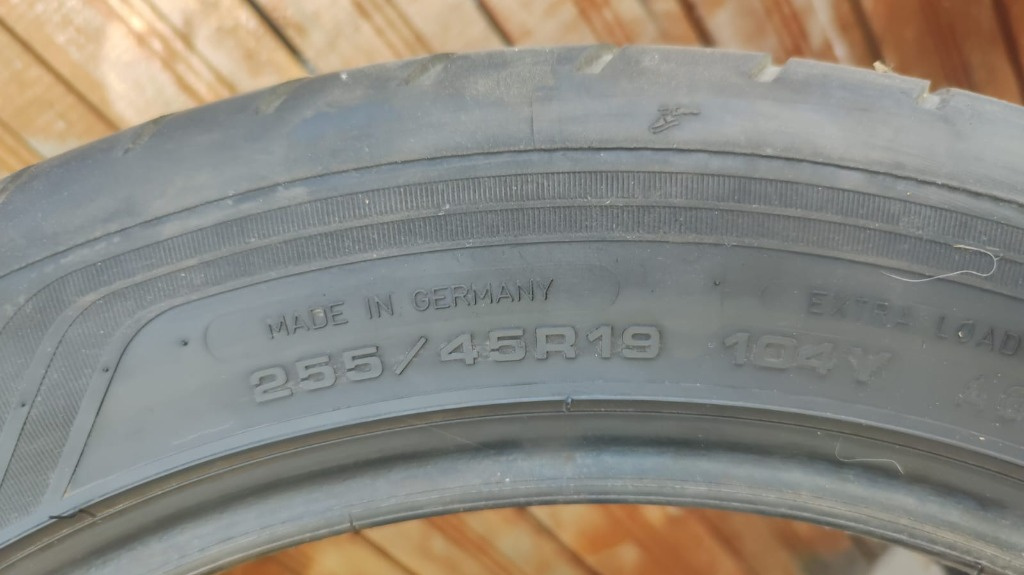 MADE IN GERMANY
EXTRA LOAD
255/45R19 104Y